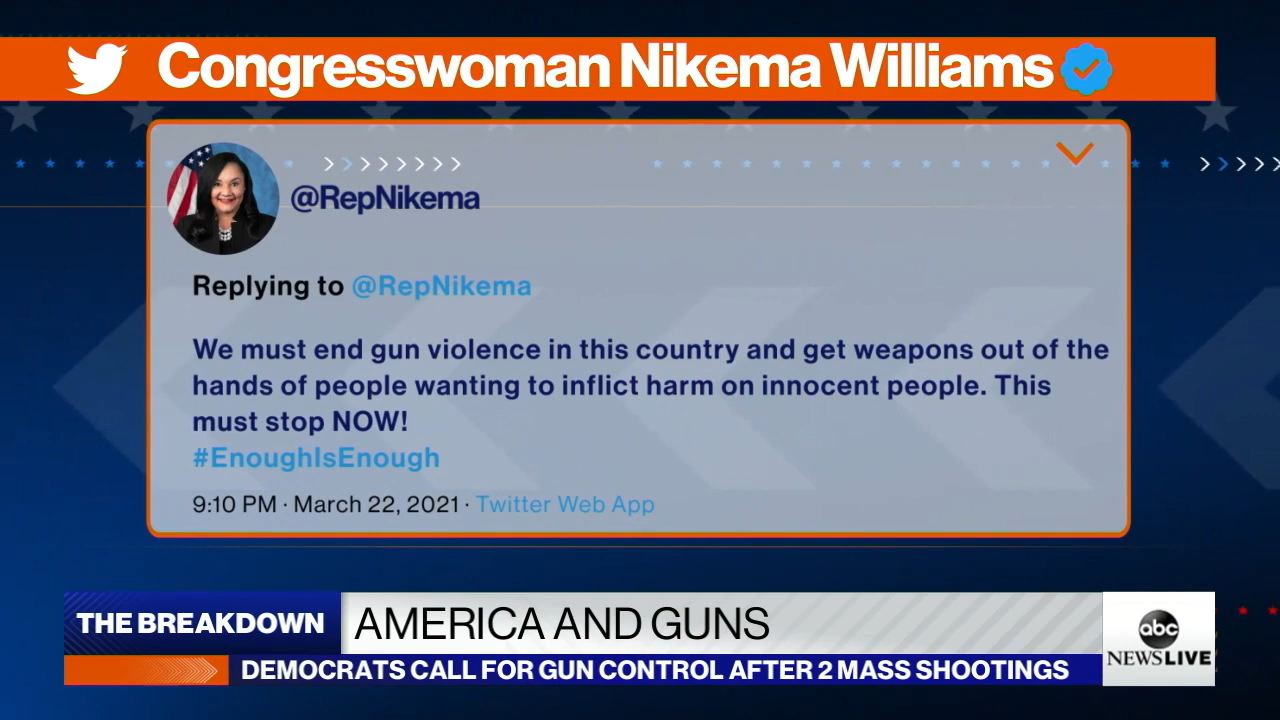 Congresswoman Nikema Williams
@RepNikema
Replying to @RepNikema
We must end gun violence in this country and get weapons out of the
hands of people wanting to inflict harm on innocent people. This
must stop NOW!
#EnoughIsEnough
9:10 PM · March 22, 2021 · Twitter Web App
THE BREAKDOWN
AMERICA AND GUNS
DEMOCRATS CALL FOR GUN CONTROL AFTER 2 MASS SHOOTINGS
abc
NEWSLIVE